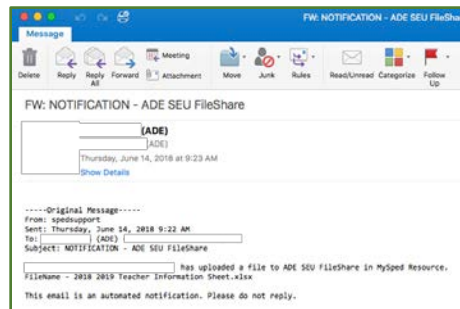 FW: NOTIFICATION - ADE SEU FileSha
Message
Delete
Reply
Reply All
Forward
Meeting
Attachment
Move
Junk
Rules
Read/Unread
Categorize
Follow Up
FW: NOTIFICATION - ADE SEU FileShare
(ADE)
(ADE)
Thursday, June 14, 2018 at 9:23 AM
Show Details
-----Original Message-----
From: spedsupport
Sent: Thursday, June 14, 2018 9:22 AM
To: (ADE)
Subject: NOTIFICATION - ADE SEU FileShare
has uploaded a file to ADE SEU FileShare in MySped Resource.
FileName - 2018 2019 Teacher Information Sheet.xlsx
This email is an automated notification. Please do not reply.